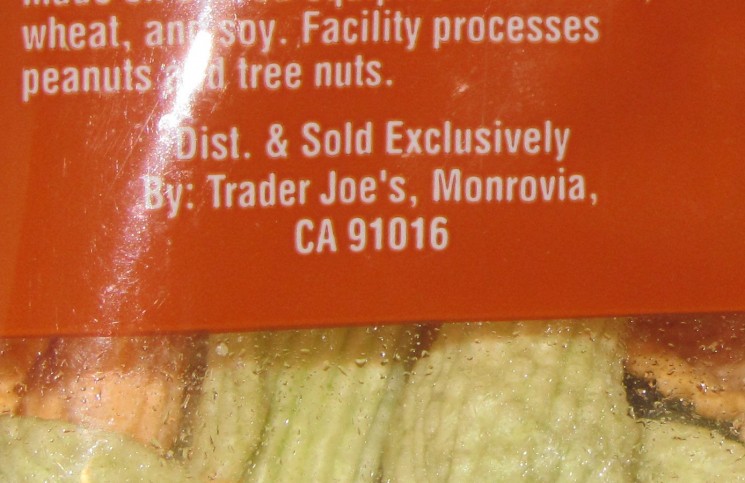 wheat, and soy. Facility processes
peanuts and tree nuts.
Dist. & Sold Exclusively
By: Trader Joe's, Monrovia,
CA 91016